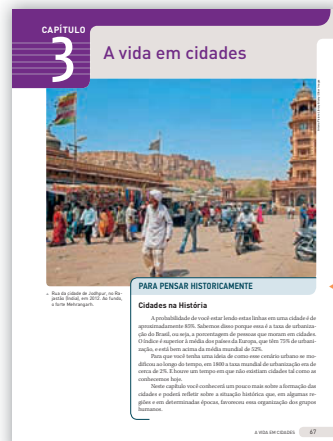 CAPÍTULO
3
A vida em cidades
Rua da cidade de Jodhpur, no Ra-
jastão (Índia), em 2012. Ao fundo,
o forte Mehrangarh.
PARA PENSAR HISTORICAMENTE
Cidades na História
A probabilidade de você estar lendo estas linhas em uma cidade é de
aproximadamente 85%. Sabemos disso porque essa é a taxa de urbaniza-
ção do Brasil, ou seja, a porcentagem de pessoas que moram em cidades.
O índice é superior à média dos países da Europa, que têm 75% de urbani-
zação, e está bem acima da média mundial de 52%.
Para que você tenha uma ideia de como esse cenário urbano se mo-
dificou ao longo do tempo, em 1800 a taxa mundial de urbanização era de
cerca de 2%. E houve um tempo em que não existiam cidades tal como as
conhecemos hoje.
Neste capítulo você conhecerá um pouco mais sobre a formação das
cidades e poderá refletir sobre a situação histórica que, em algumas re-
giões e em determinadas épocas, favoreceu essa organização dos grupos
humanos.
A VIDA EM CIDADES 67